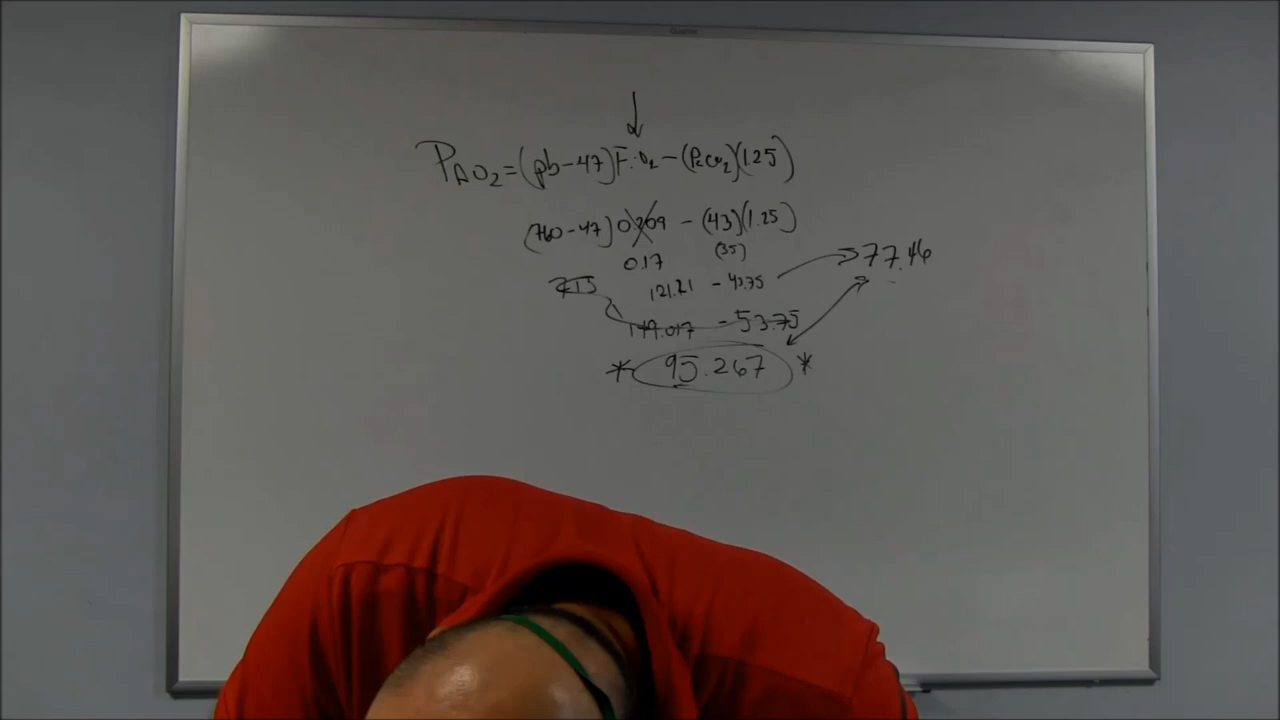 PAO2=(pb-47)FiO2-(PaCO2)(1.25)
(760-47)0.209 - (43)(1.25)
0.17 (35)
77.46
121.21 - 43.75
149.017 - 53.75
* 95.267 *